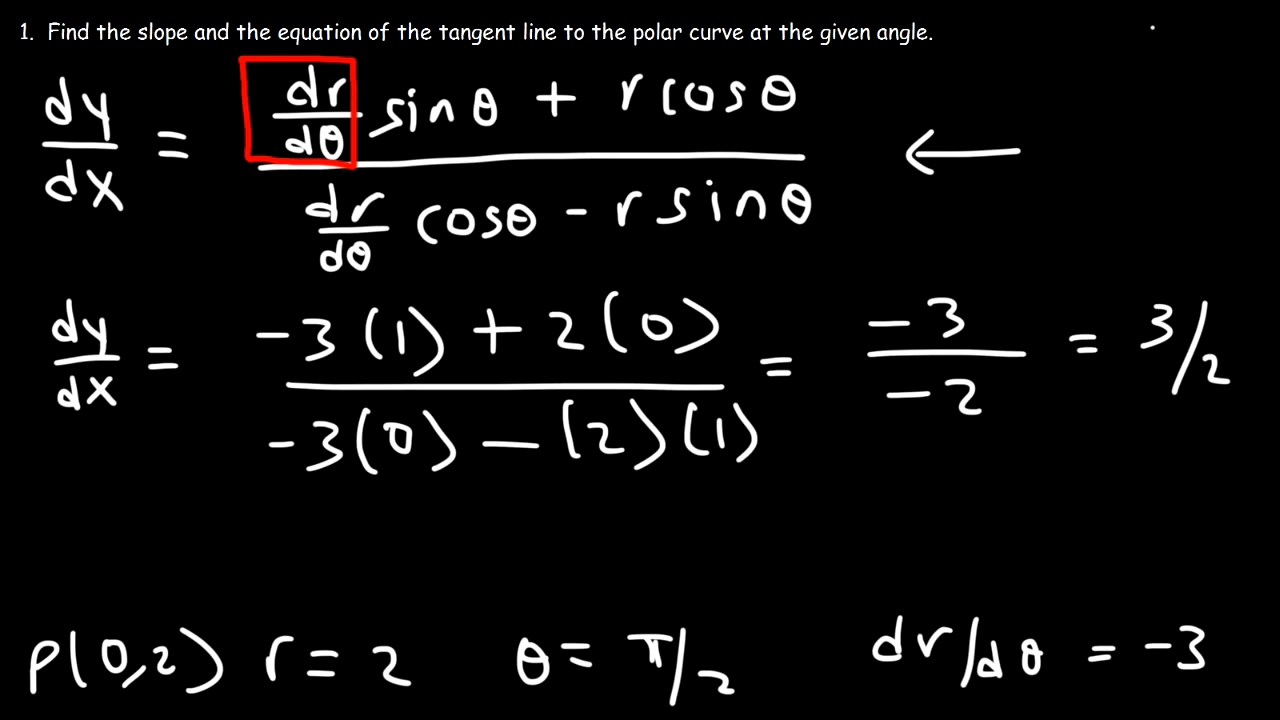 1. Find the slope and the equation of the tangent line to the polar curve at the given angle.
dy/dx = (dr/dθ sinθ + r cosθ) / (dr/dθ cosθ - r sinθ) ←
dy/dx = (-3(1) + 2(0)) / (-3(0) - (2)(1)) = -3/-2 = 3/2
P(0,2) r = 2 θ = π/2 dr/dθ = -3